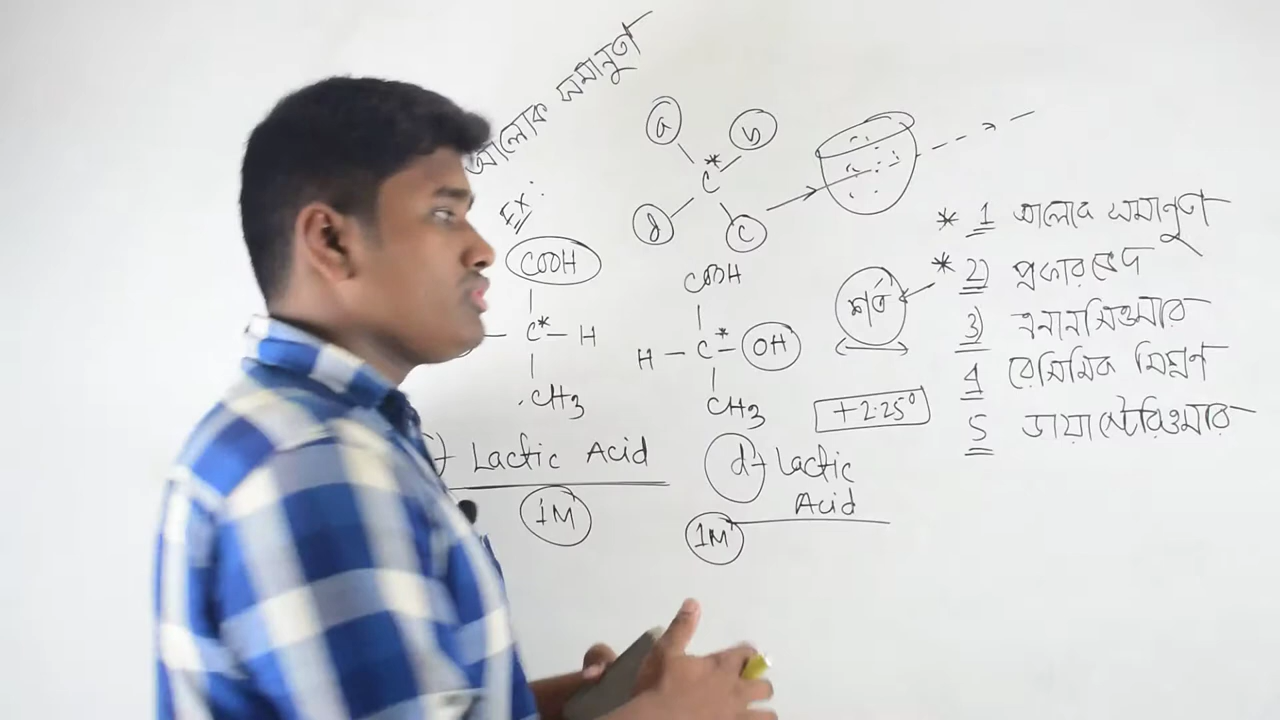 আলোক সমানুতা
Ex:
a b
C*
d c
COOH
C* — H
CH3
Lactic Acid
1M
COOH
H — C* — OH
CH3
d + Lactic
Acid
1M
শর্ত
+2.25°
* 1 আলোক সমানুতা
* 2) প্রকারভেদ
3) এনানসিওমার
4 রেসিমিক মিশ্রণ
5 ডায়াস্টেরিওমার